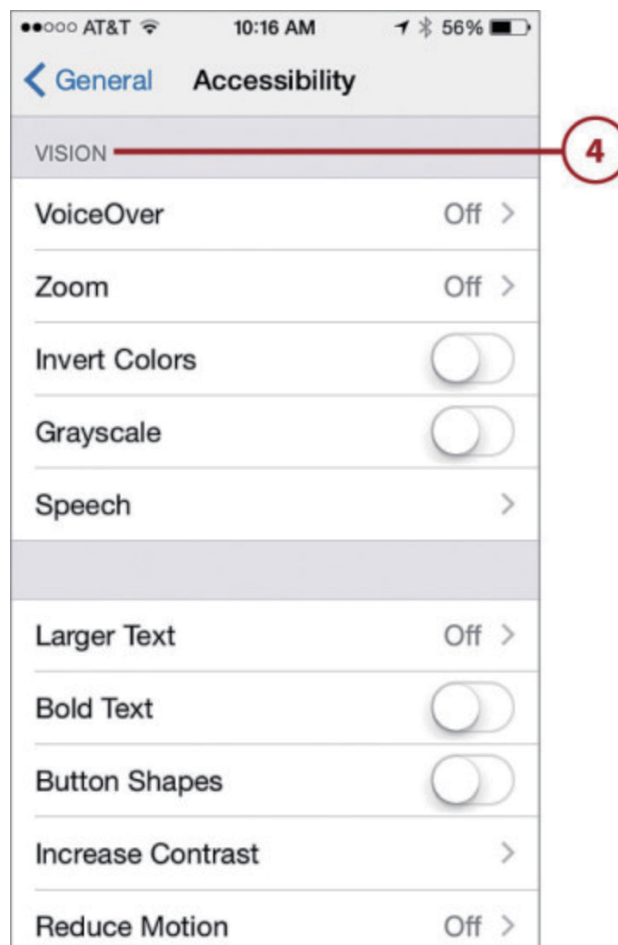 AT&T 10:16 AM 56%
General Accessibility
VISION 4
VoiceOver Off
Zoom Off
Invert Colors
Grayscale
Speech
Larger Text Off
Bold Text
Button Shapes
Increase Contrast
Reduce Motion Off